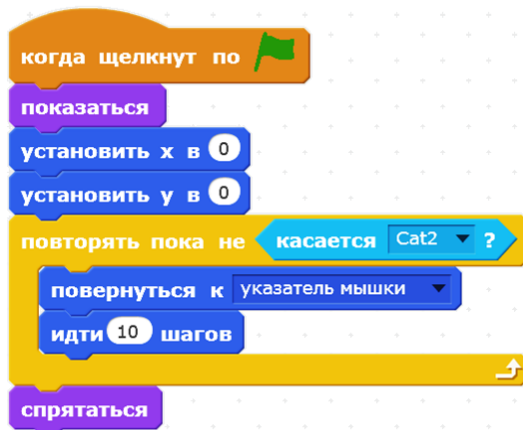 когда щелкнут по
показаться
установить x в 0
установить y в 0
повторять пока не касается Cat2 ?
повернуться к указатель мышки
идти 10 шагов
спрятаться